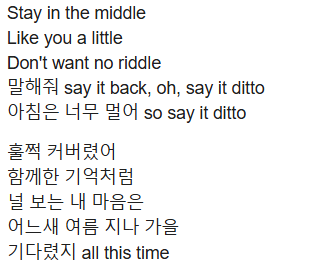 Stay in the middle
Like you a little
Don't want no riddle
말해줘 say it back, oh, say it ditto
아침은 너무 멀어 so say it ditto
훌쩍 커버렸어
함께한 기억처럼
널 보는 내 마음은
어느새 여름 지나 가을
기다렸지 all this time